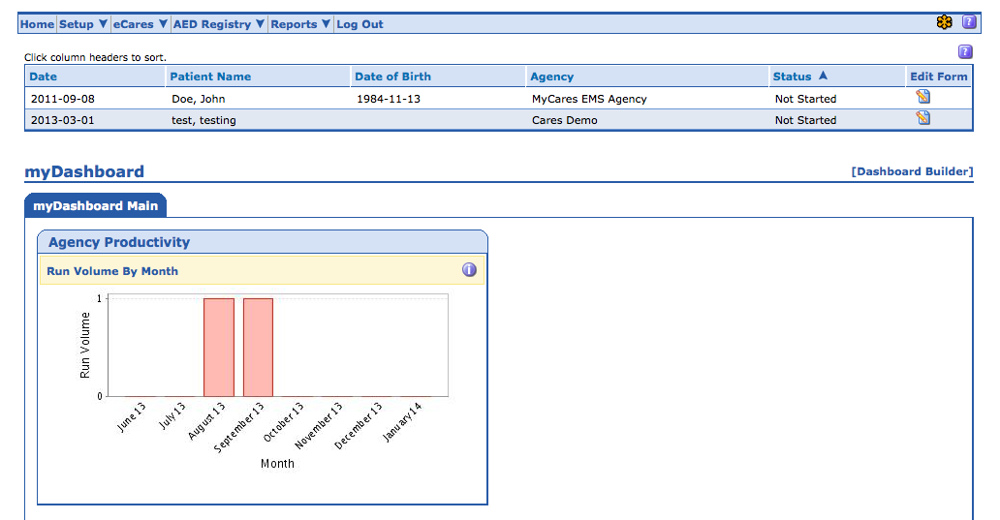 Home Setup ▼ eCares ▼ AED Registry ▼ Reports ▼ Log Out ?
Click column headers to sort. ?
Date Patient Name Date of Birth Agency Status ▲ Edit Form
2011-09-08 Doe, John 1984-11-13 MyCares EMS Agency Not Started
2013-03-01 test, testing Cares Demo Not Started
myDashboard [Dashboard Builder]
myDashboard Main
Agency Productivity
Run Volume By Month i
Run Volume
1
0
June 13 July 13 August 13 September 13 October 13 November 13 December 13 January 14
Month